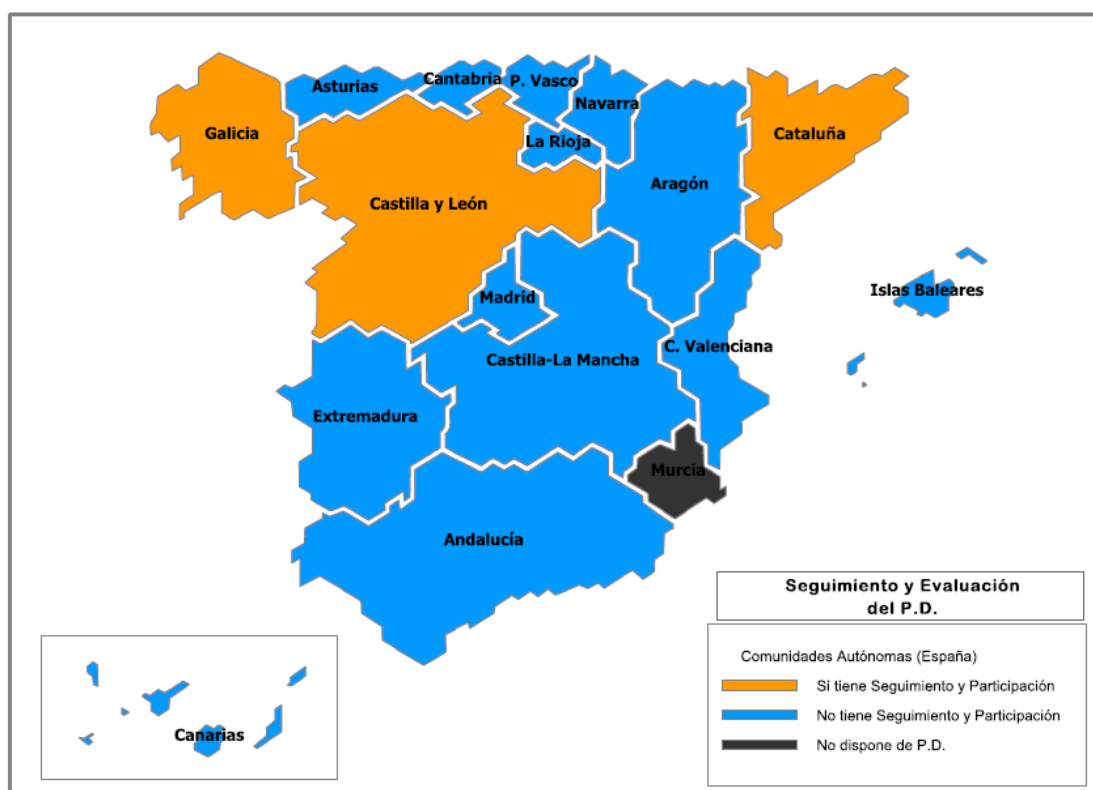 Asturias
Cantabria
P. Vasco
Navarra
Galicia
La Rioja
Cataluña
Aragón
Castilla y León
Islas Baleares
Madrid
C. Valenciana
Castilla-La Mancha
Extremadura
Murcia
Andalucía
Canarias
Seguimiento y Evaluación
del P.D.
Comunidades Autónomas (España)
Si tiene Seguimiento y Participación
No tiene Seguimiento y Participación
No dispone de P.D.